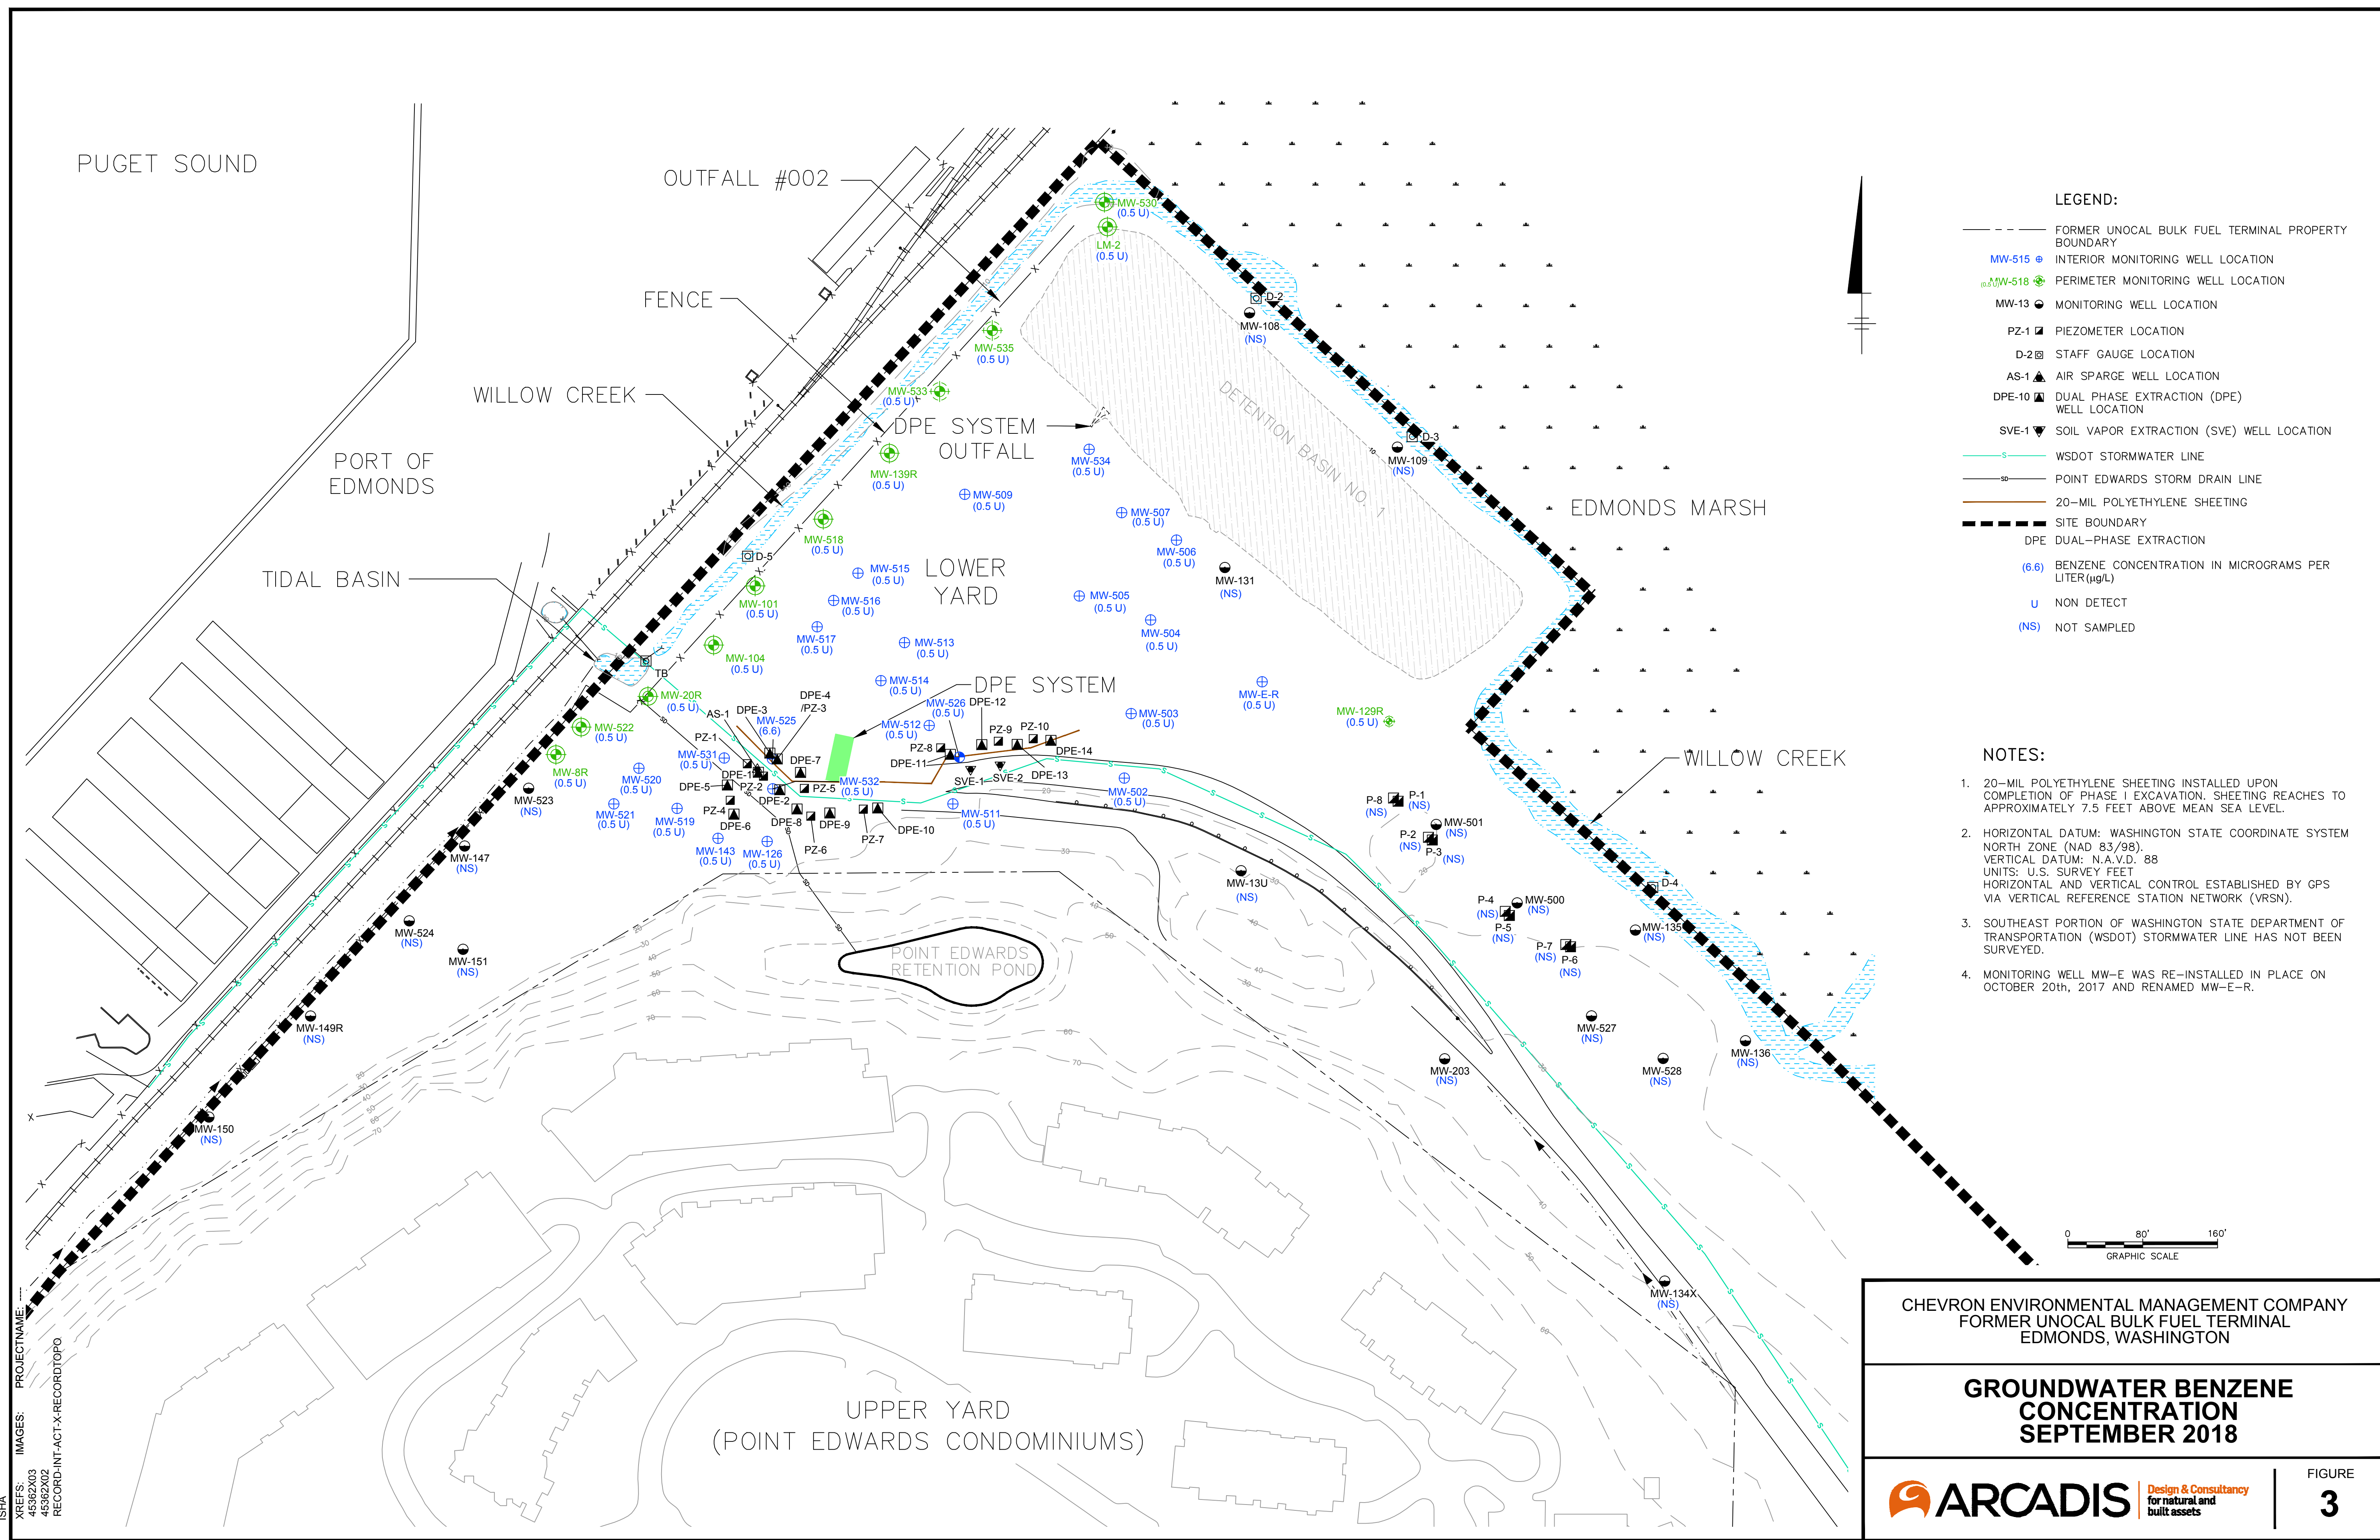 PUGET SOUND
OUTFALL #002
FENCE
WILLOW CREEK
PORT OF
EDMONDS
TIDAL BASIN
DPE SYSTEM
OUTFALL
LOWER
YARD
DPE SYSTEM
DETENTION BASIN NO. 1
EDMONDS MARSH
WILLOW CREEK
POINT EDWARDS
RETENTION POND
UPPER YARD
(POINT EDWARDS CONDOMINIUMS)
MW-530
(0.5 U)
LM-2
(0.5 U)
D-2
MW-108
(NS)
MW-535
(0.5 U)
MW-533
(0.5 U)
D-3
MW-109
(NS)
MW-139R
(0.5 U)
MW-534
(0.5 U)
MW-509
(0.5 U)
MW-507
(0.5 U)
MW-518
(0.5 U)
MW-506
(0.5 U)
D-5
MW-515
(0.5 U)
MW-131
(NS)
MW-101
(0.5 U)
MW-516
(0.5 U)
MW-505
(0.5 U)
MW-517
(0.5 U)
MW-513
(0.5 U)
MW-504
(0.5 U)
MW-104
(0.5 U)
TB
MW-514
(0.5 U)
MW-E-R
(0.5 U)
MW-20R
(0.5 U)
AS-1
DPE-3
DPE-4
/PZ-3
MW-525
(6.6)
MW-526
(0.5 U)
DPE-12
MW-503
(0.5 U)
MW-129R
(0.5 U)
MW-522
(0.5 U)
MW-512
(0.5 U)
PZ-9
PZ-10
PZ-1
PZ-8
DPE-11
DPE-14
MW-8R
(0.5 U)
MW-531
(0.5 U)
DPE-7
DPE-1
SVE-1
SVE-2
DPE-13
MW-520
(0.5 U)
DPE-5
PZ-2
PZ-5
MW-532
(0.5 U)
MW-502
(0.5 U)
MW-523
(NS)
DPE-2
MW-521
(0.5 U)
MW-519
(0.5 U)
PZ-4
DPE-6
DPE-8
DPE-9
DPE-10
MW-511
(0.5 U)
PZ-6
PZ-7
MW-143
(0.5 U)
MW-126
(0.5 U)
P-8
(NS)
P-1
(NS)
MW-501
(NS)
P-2
(NS)
P-3
(NS)
MW-147
(NS)
MW-13U
(NS)
D-4
MW-524
(NS)
P-4
(NS)
MW-500
(NS)
P-5
(NS)
MW-135
(NS)
MW-151
(NS)
P-7
(NS)
P-6
(NS)
MW-149R
(NS)
MW-527
(NS)
MW-203
(NS)
MW-528
(NS)
MW-136
(NS)
MW-150
(NS)
MW-134X
(NS)
LEGEND:
FORMER UNOCAL BULK FUEL TERMINAL PROPERTY
BOUNDARY
MW-515 INTERIOR MONITORING WELL LOCATION
(0.5 U) MW-518 PERIMETER MONITORING WELL LOCATION
MW-13 MONITORING WELL LOCATION
PZ-1 PIEZOMETER LOCATION
D-2 STAFF GAUGE LOCATION
AS-1 AIR SPARGE WELL LOCATION
DPE-10 DUAL PHASE EXTRACTION (DPE)
WELL LOCATION
SVE-1 SOIL VAPOR EXTRACTION (SVE) WELL LOCATION
S WSDOT STORMWATER LINE
SD POINT EDWARDS STORM DRAIN LINE
20-MIL POLYETHYLENE SHEETING
SITE BOUNDARY
DPE DUAL-PHASE EXTRACTION
(6.6) BENZENE CONCENTRATION IN MICROGRAMS PER
LITER(µg/L)
U NON DETECT
(NS) NOT SAMPLED
NOTES:
1. 20-MIL POLYETHYLENE SHEETING INSTALLED UPON
COMPLETION OF PHASE I EXCAVATION. SHEETING REACHES TO
APPROXIMATELY 7.5 FEET ABOVE MEAN SEA LEVEL.
2. HORIZONTAL DATUM: WASHINGTON STATE COORDINATE SYSTEM
NORTH ZONE (NAD 83/98).
VERTICAL DATUM: N.A.V.D. 88
UNITS: U.S. SURVEY FEET
HORIZONTAL AND VERTICAL CONTROL ESTABLISHED BY GPS
VIA VERTICAL REFERENCE STATION NETWORK (VRSN).
3. SOUTHEAST PORTION OF WASHINGTON STATE DEPARTMENT OF
TRANSPORTATION (WSDOT) STORMWATER LINE HAS NOT BEEN
SURVEYED.
4. MONITORING WELL MW-E WAS RE-INSTALLED IN PLACE ON
OCTOBER 20th, 2017 AND RENAMED MW-E-R.
0 80' 160'
GRAPHIC SCALE
CHEVRON ENVIRONMENTAL MANAGEMENT COMPANY
FORMER UNOCAL BULK FUEL TERMINAL
EDMONDS, WASHINGTON
GROUNDWATER BENZENE
CONCENTRATION
SEPTEMBER 2018
ARCADIS
Design & Consultancy
for natural and
built assets
FIGURE
3
XREFS: IMAGES: PROJECTNAME: ----
45362X03
45362X02
RECORD-INT-ACT-X-RECORDTOPO